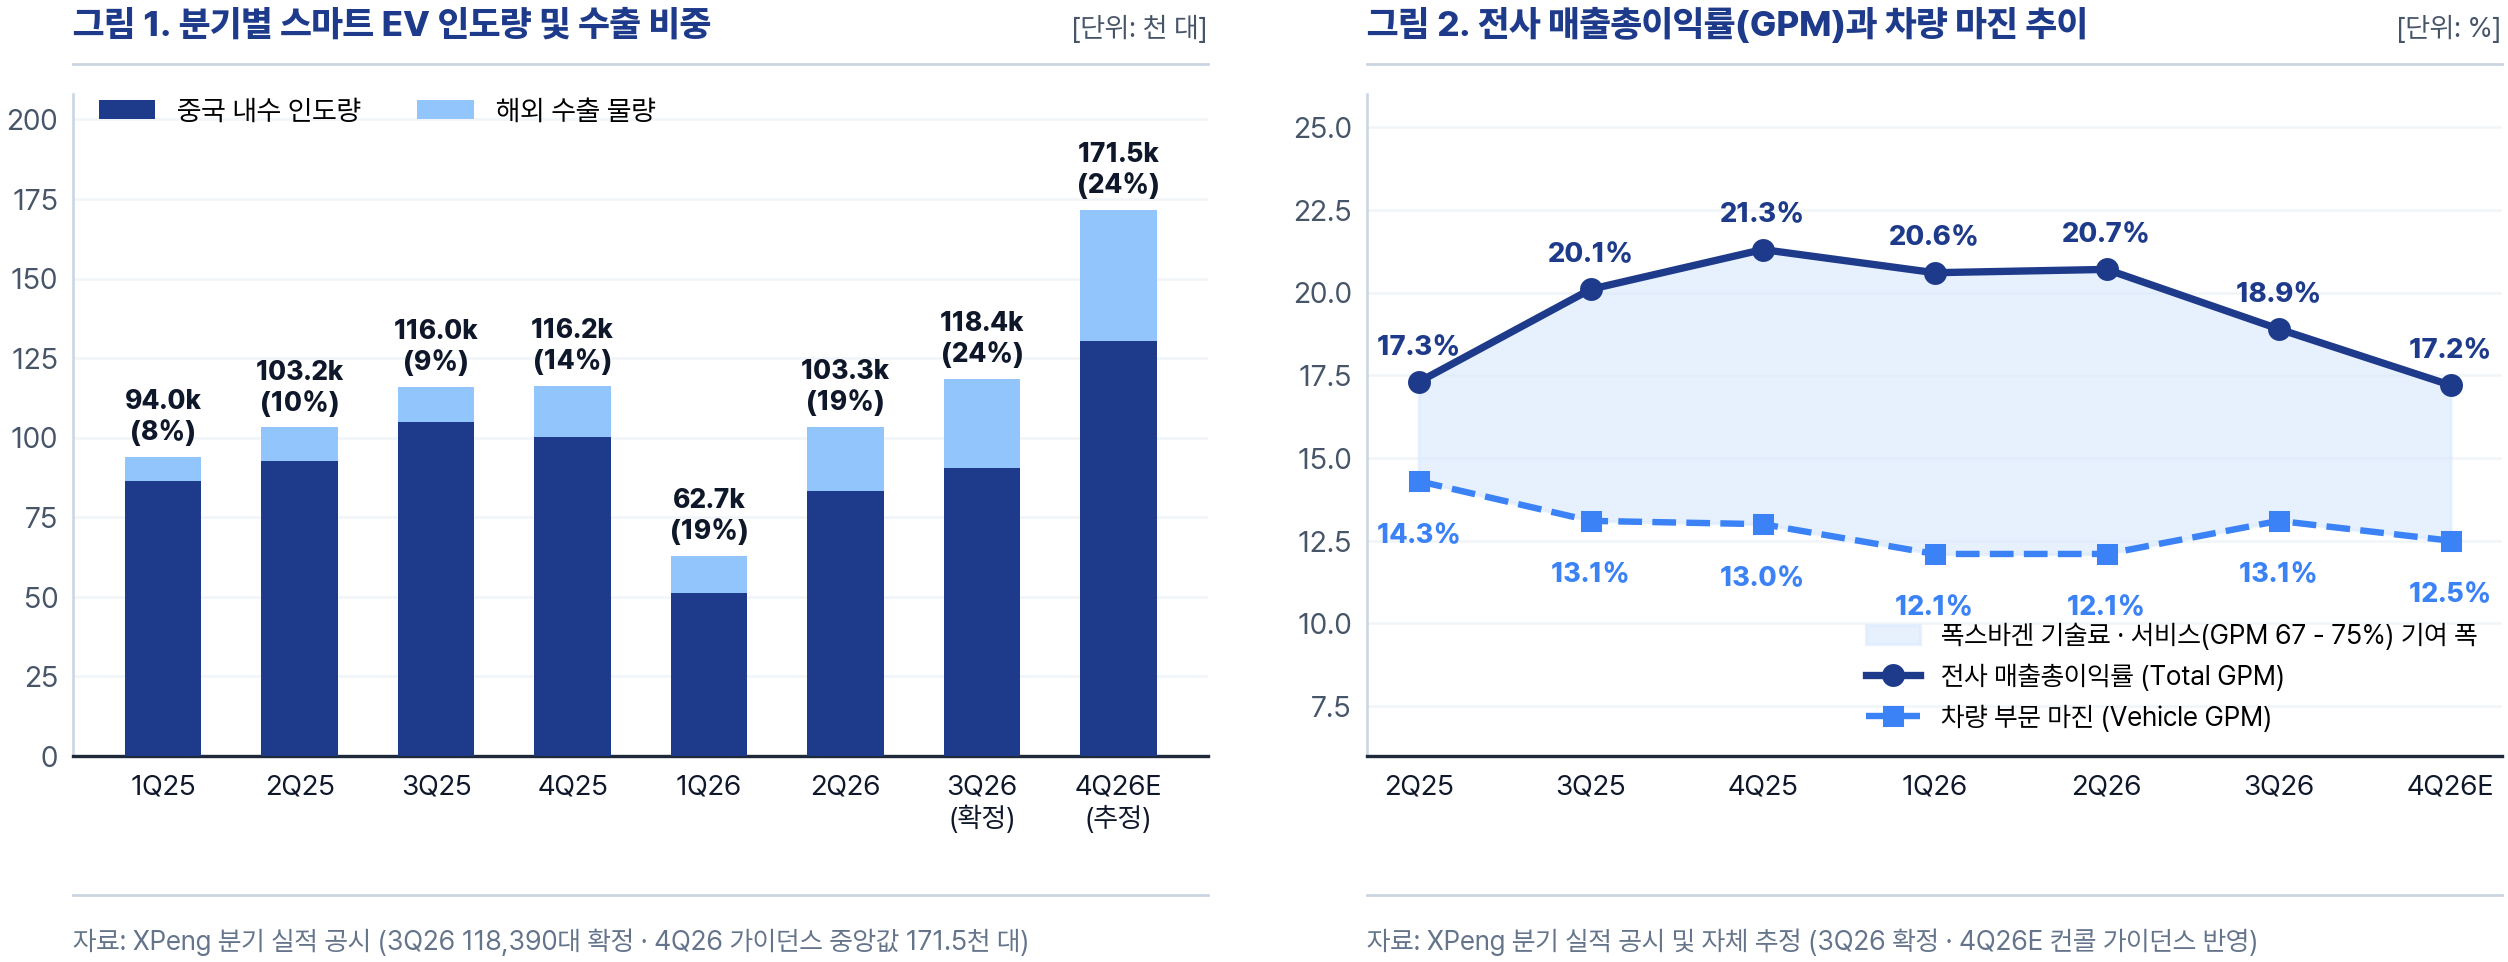 그림 1. 분기별 스마트 EV 인도량 및 수출 비중
[단위: 천 대]
중국 내수 인도량
해외 수출 물량
200
175
150
125
100
75
50
25
0
94.0k
(8%)
103.2k
(10%)
116.0k
(9%)
116.2k
(14%)
62.7k
(19%)
103.3k
(19%)
118.4k
(24%)
171.5k
(24%)
1Q25
2Q25
3Q25
4Q25
1Q26
2Q26
3Q26
(확정)
4Q26E
(추정)
자료: XPeng 분기 실적 공시 (3Q26 118,390대 확정 · 4Q26 가이던스 중앙값 171.5천 대)
그림 2. 전사 매출총이익률(GPM)과 차량 마진 추이
[단위: %]
25.0
22.5
20.0
17.5
15.0
12.5
10.0
7.5
17.3%
20.1%
21.3%
20.6%
20.7%
18.9%
17.2%
14.3%
13.1%
13.0%
12.1%
12.1%
13.1%
12.5%
폭스바겐 기술료 · 서비스(GPM 67 - 75%) 기여 폭
전사 매출총이익률 (Total GPM)
차량 부문 마진 (Vehicle GPM)
2Q25
3Q25
4Q25
1Q26
2Q26
3Q26
4Q26E
자료: XPeng 분기 실적 공시 및 자체 추정 (3Q26 확정 · 4Q26E 컨콜 가이던스 반영)